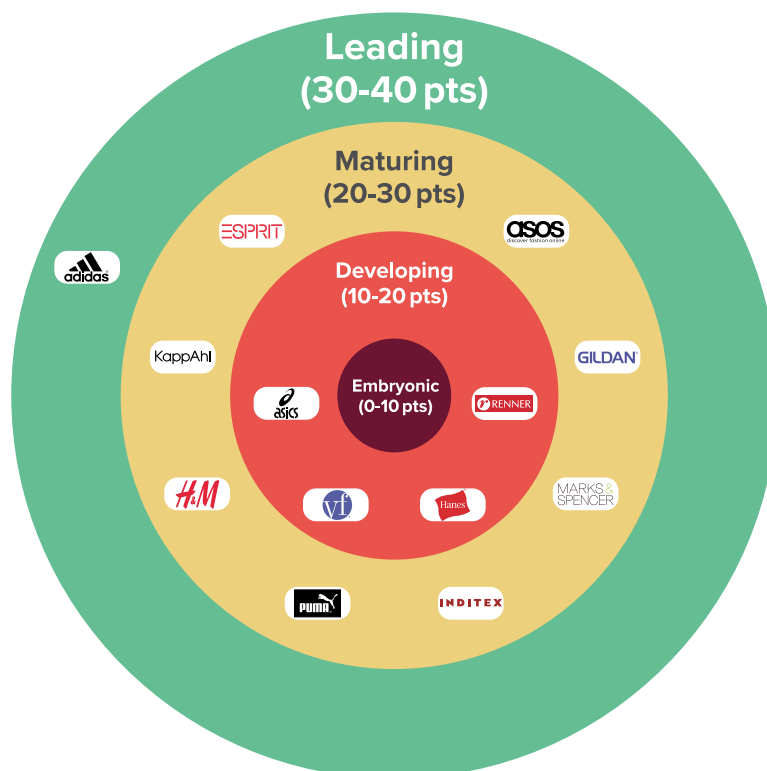 Leading
(30-40 pts)
Maturing
(20-30 pts)
ESPRIT
asos
discover fashion online
adidas
Developing
(10-20 pts)
KappAhl
GILDAN
Embryonic
(0-10 pts)
asics
RENNER
H&M
vf
Hanes
MARKS&
SPENCER
PUMA
INDITEX